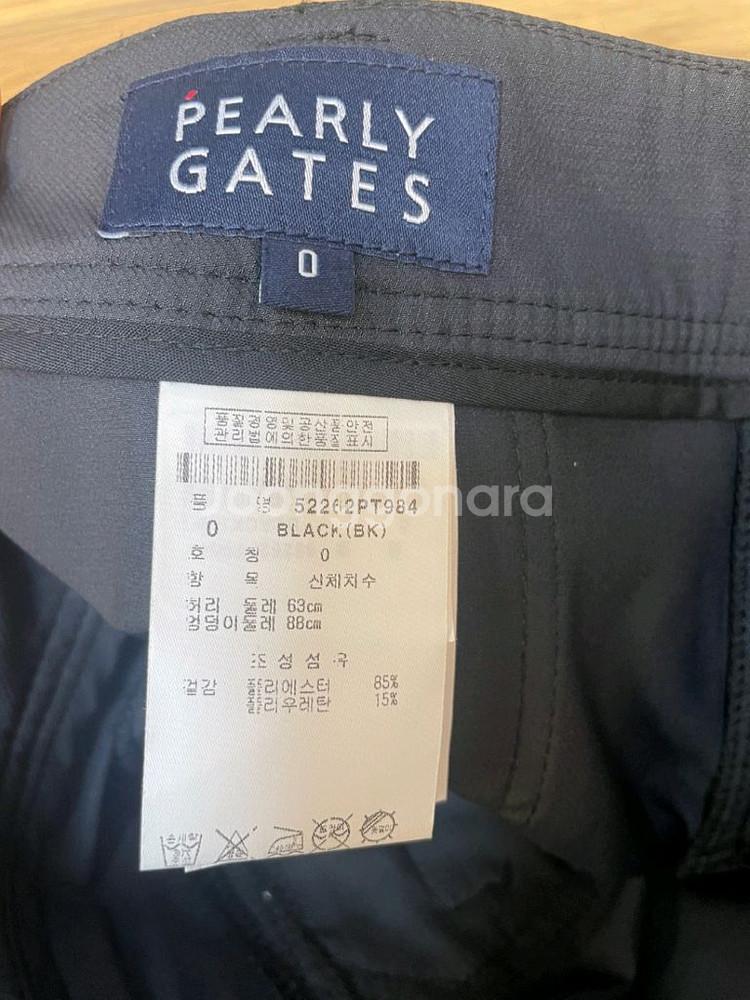 PEARLY
GATES
0
품질경영및공산품안전
관리법에의한품질표시
품 명 52262PT984
0 BLACK(BK)
호 칭 0
항 목 신체치수
허리 둘레 63cm
엉덩이둘레 88cm
조성섬유
겉감 폴리에스터 85%
폴리우레탄 15%
손세탁